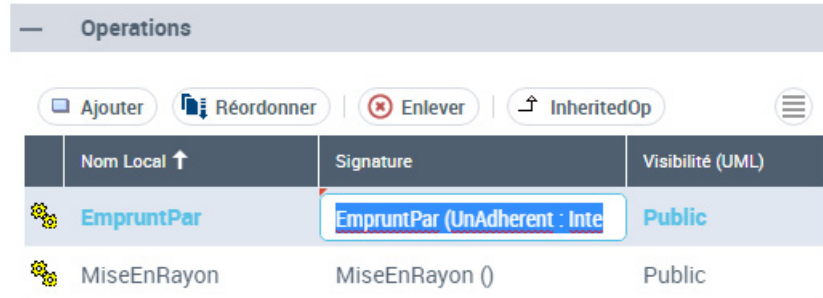 Operations
Ajouter Réordonner Enlever InheritedOp
Nom Local Signature Visibilité (UML)
EmpruntPar EmpruntPar (UnAdherent : Inte Public
MiseEnRayon MiseEnRayon () Public